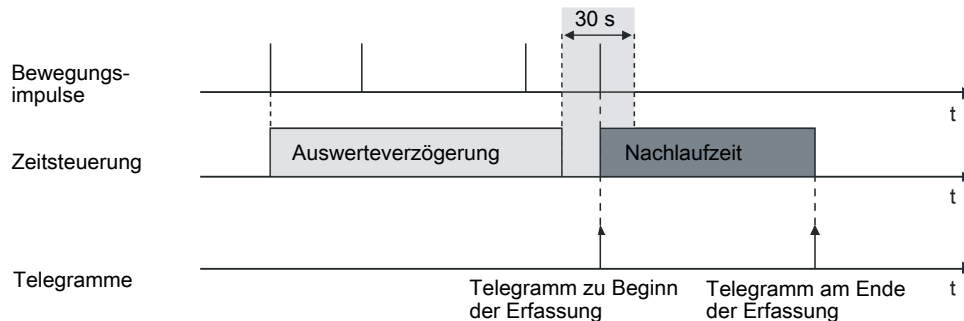 30 s
Bewegungs-
impulse
t
Zeitsteuerung
Auswerteverzögerung
Nachlaufzeit
t
Telegramme
t
Telegramm zu Beginn
der Erfassung
Telegramm am Ende
der Erfassung